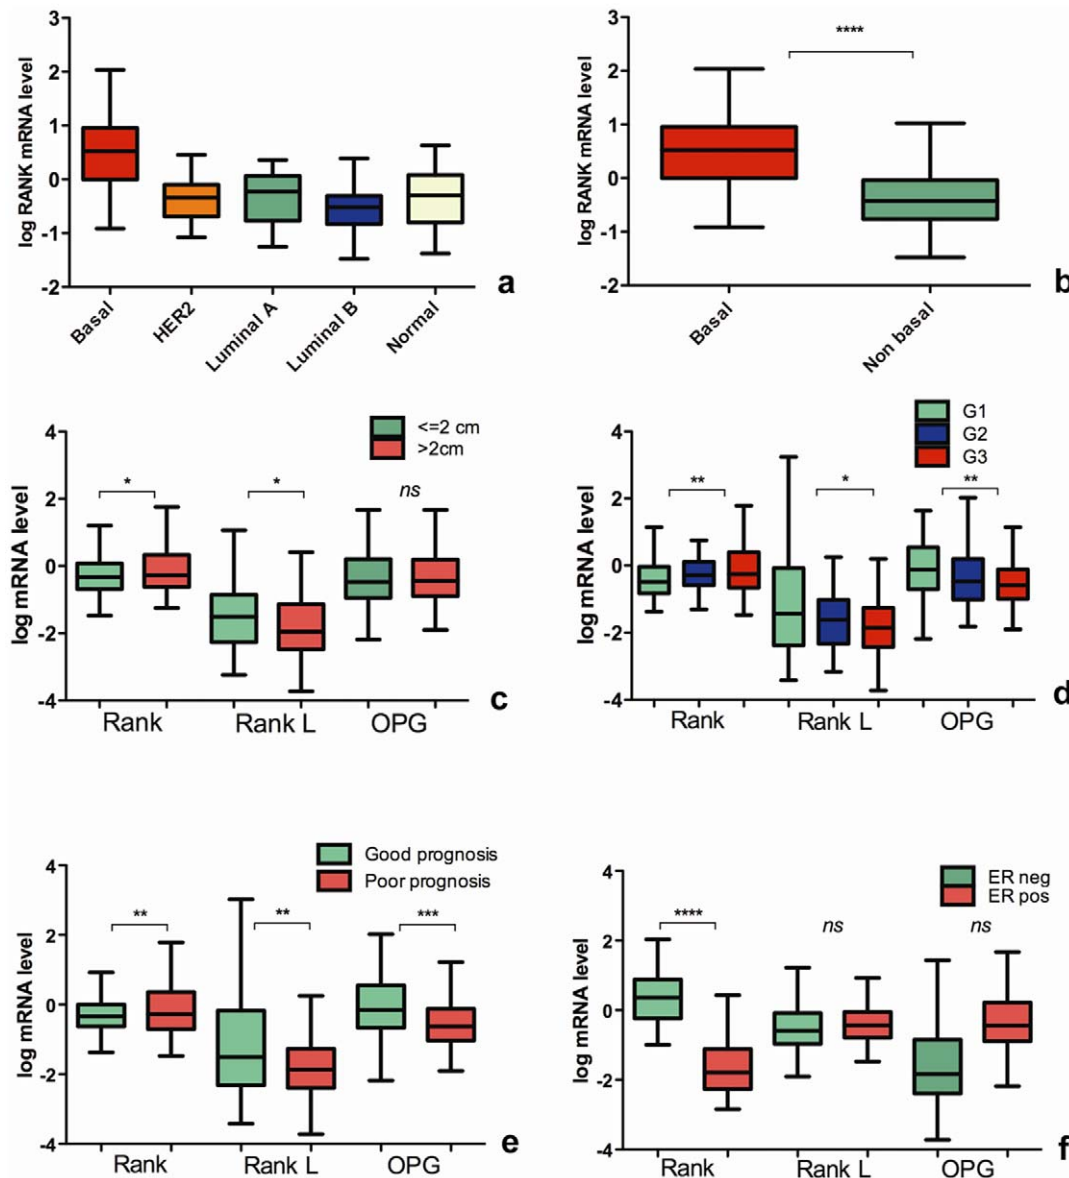 log RANK mRNA level
3
2
1
0
-1
-2
Basal
HER2
Luminal A
Luminal B
Normal
a
log RANK mRNA level
3
2
1
0
-1
-2
****
Basal
Non basal
b
log mRNA level
4
2
0
-2
-4
<=2 cm
>2cm
*
*
ns
Rank
Rank L
OPG
c
log mRNA level
4
2
0
-2
-4
G1
G2
G3
**
*
**
Rank
Rank L
OPG
d
log mRNA level
4
2
0
-2
-4
Good prognosis
Poor prognosis
**
**
***
Rank
Rank L
OPG
e
log mRNA level
4
2
0
-2
-4
ER neg
ER pos
****
ns
ns
Rank
Rank L
OPG
f